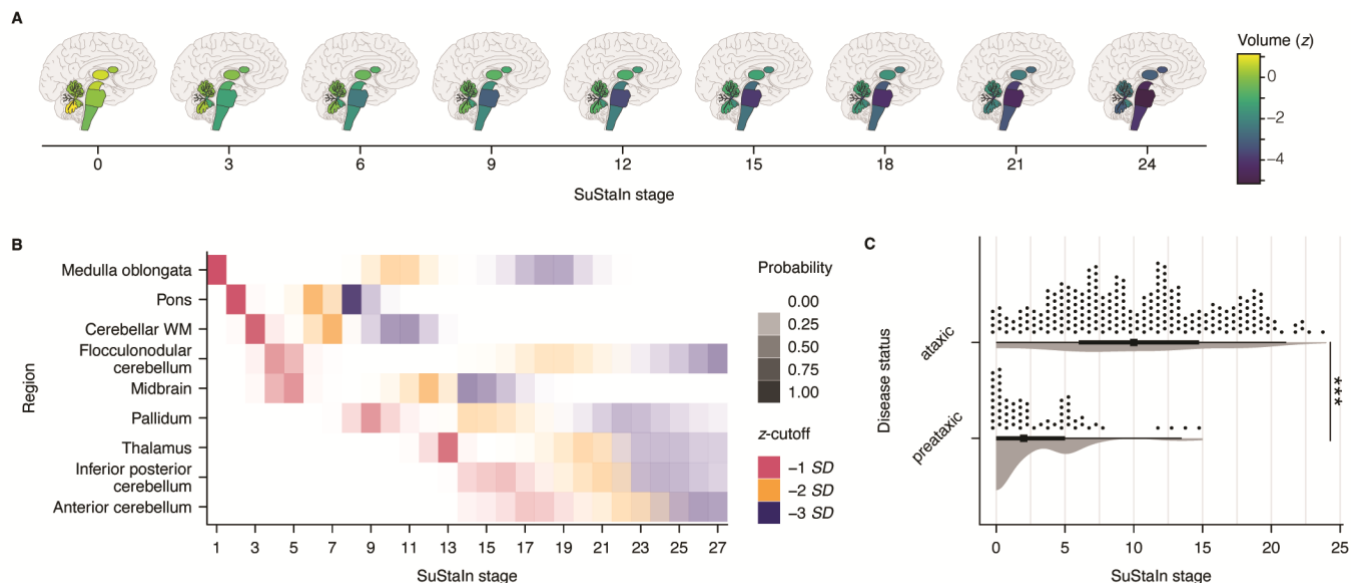 A
Volume (z)
0
−2
−4
0 3 6 9 12 15 18 21 24
SuStaIn stage
B
Region
Medulla oblongata
Pons
Cerebellar WM
Flocculonodular
cerebellum
Midbrain
Pallidum
Thalamus
Inferior posterior
cerebellum
Anterior cerebellum
1 3 5 7 9 11 13 15 17 19 21 23 25 27
SuStaIn stage
Probability
0.00
0.25
0.50
0.75
1.00
z-cutoff
−1 SD
−2 SD
−3 SD
C
Disease status
ataxic
preataxic
***
0 5 10 15 20 25
SuStaIn stage